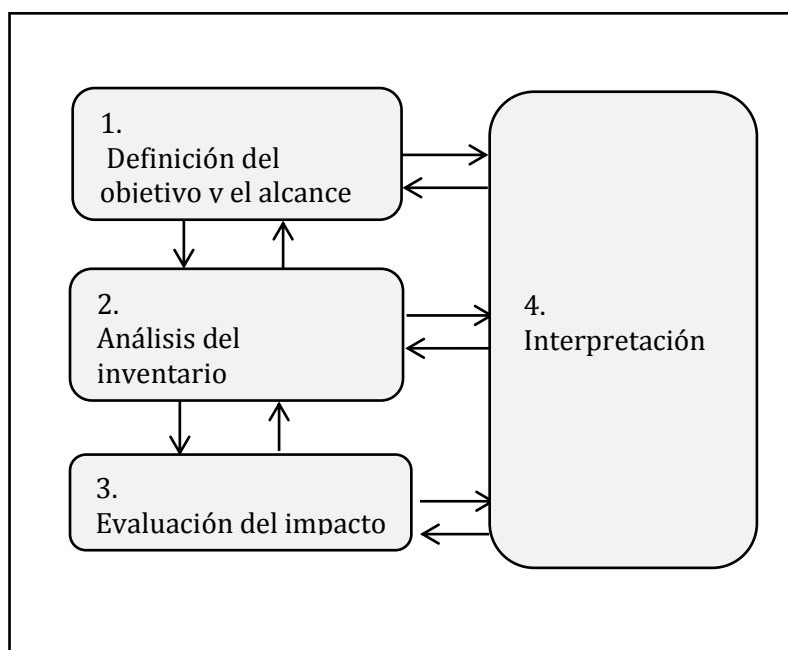 1.
Definición del
objetivo y el alcance
2.
Análisis del
inventario
3.
Evaluación del impacto
4.
Interpretación